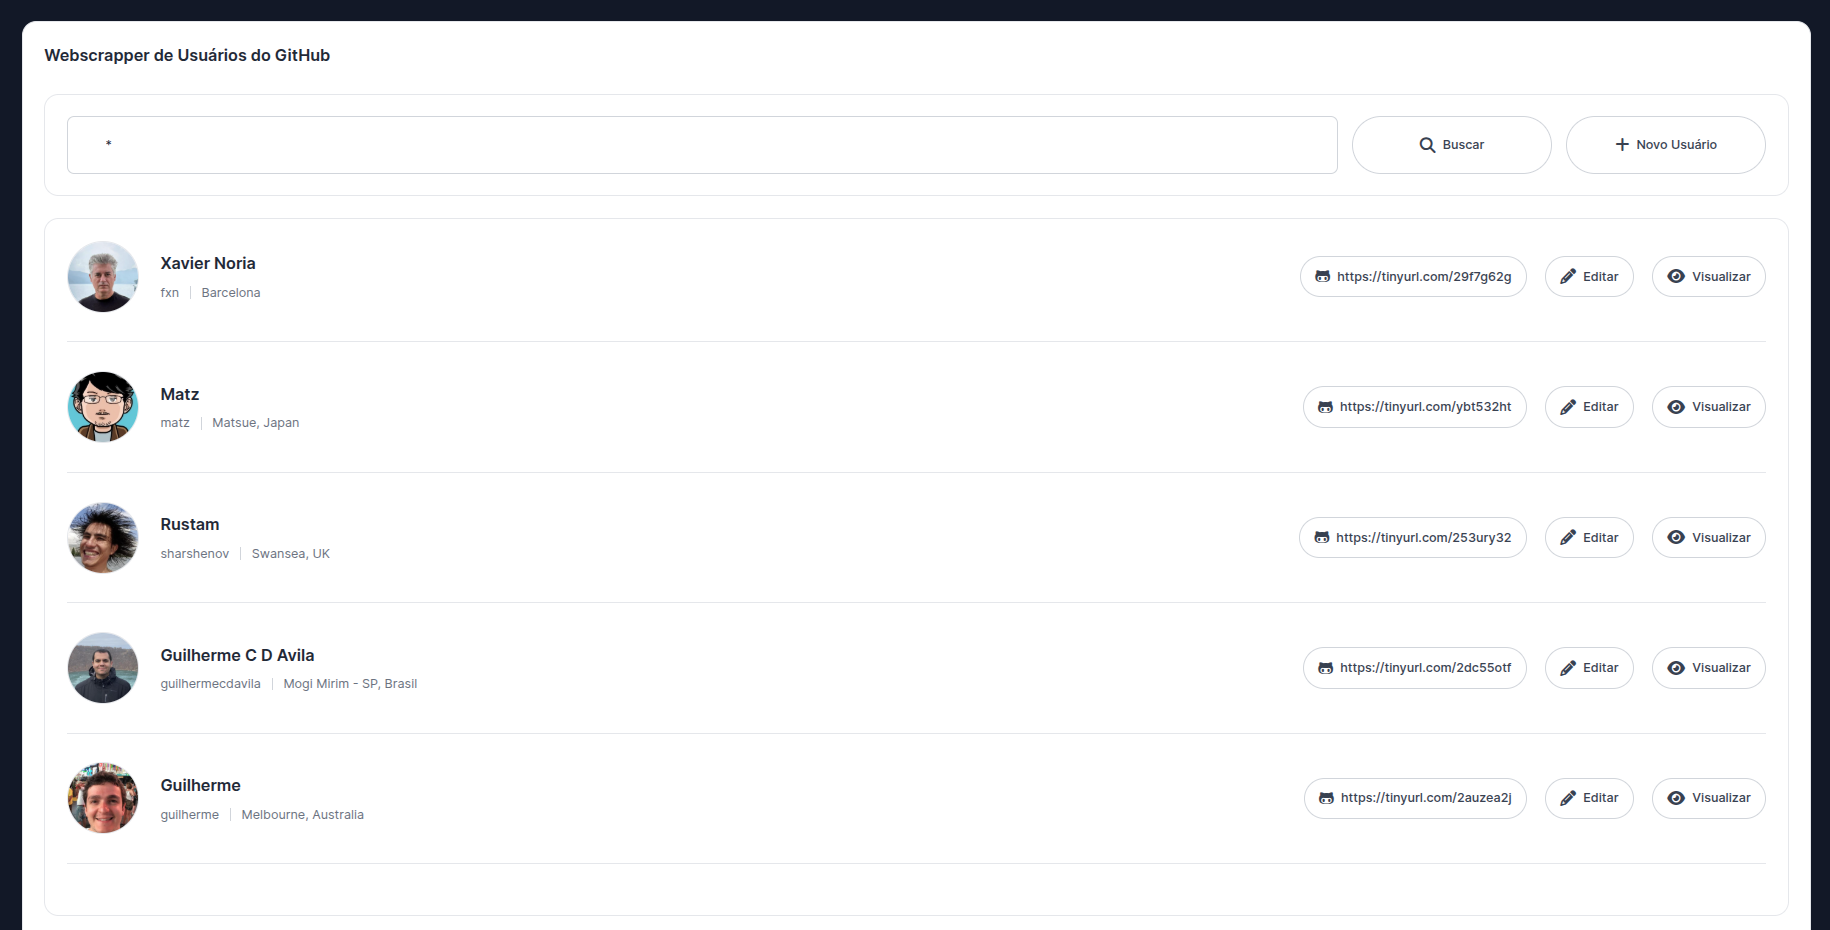 Webscrapper de Usuários do GitHub
*
Buscar
Novo Usuário
Xavier Noria
fxn | Barcelona
https://tinyurl.com/29f7g62g
Editar
Visualizar
Matz
matz | Matsue, Japan
https://tinyurl.com/ybt532ht
Editar
Visualizar
Rustam
sharshenov | Swansea, UK
https://tinyurl.com/253ury32
Editar
Visualizar
Guilherme C D Avila
guilhermecdavila | Mogi Mirim - SP, Brasil
https://tinyurl.com/2dc55otf
Editar
Visualizar
Guilherme
guilherme | Melbourne, Australia
https://tinyurl.com/2auzea2j
Editar
Visualizar